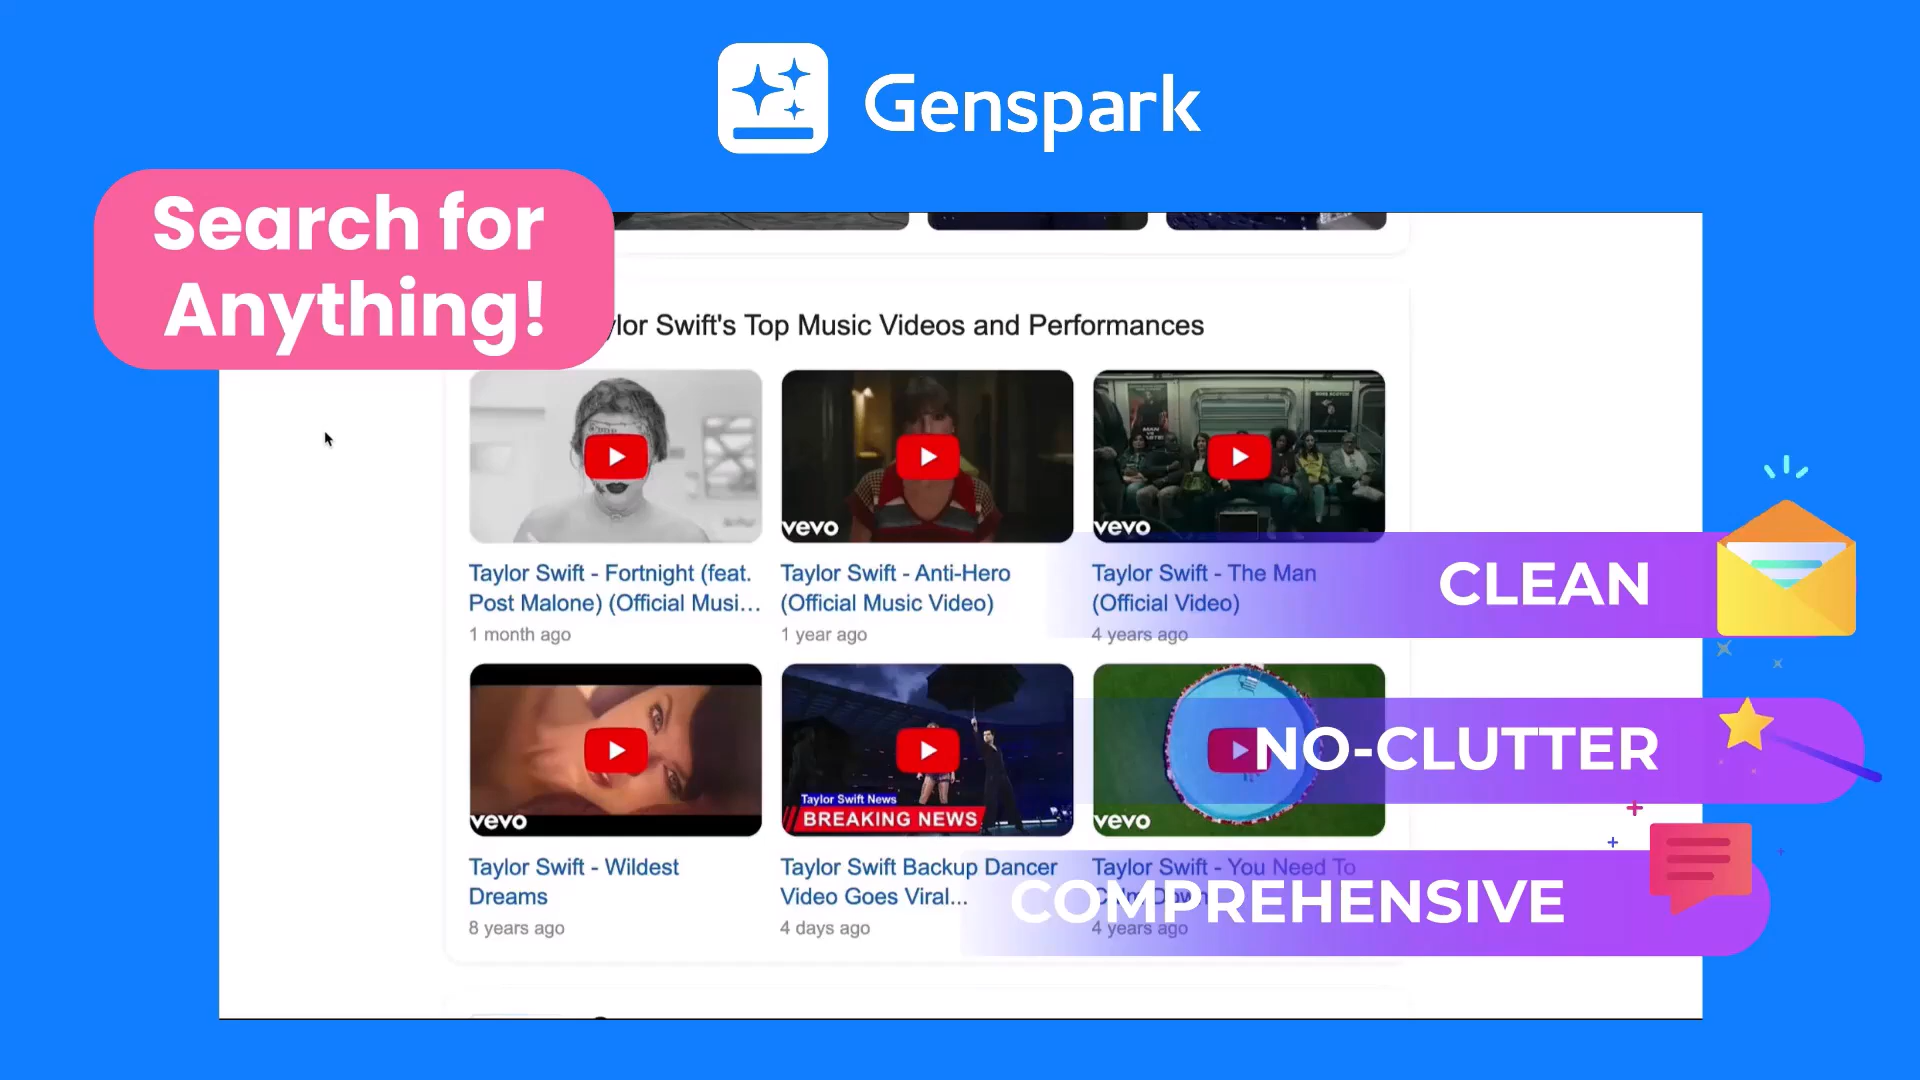 Genspark
Search for
Anything!
ylor Swift's Top Music Videos and Performances
vevo
vevo
Taylor Swift - Fortnight (feat.
Post Malone) (Official Musi...
1 month ago
Taylor Swift - Anti-Hero
(Official Music Video)
1 year ago
Taylor Swift - The Man
(Official Video)
4 years ago
CLEAN
vevo
Taylor Swift News
BREAKING NEWS
vevo
NO-CLUTTER
Taylor Swift - Wildest
Dreams
8 years ago
Taylor Swift Backup Dancer
Video Goes Viral...
4 days ago
Taylor Swift - You Need To
Calm Down
4 years ago
COMPREHENSIVE